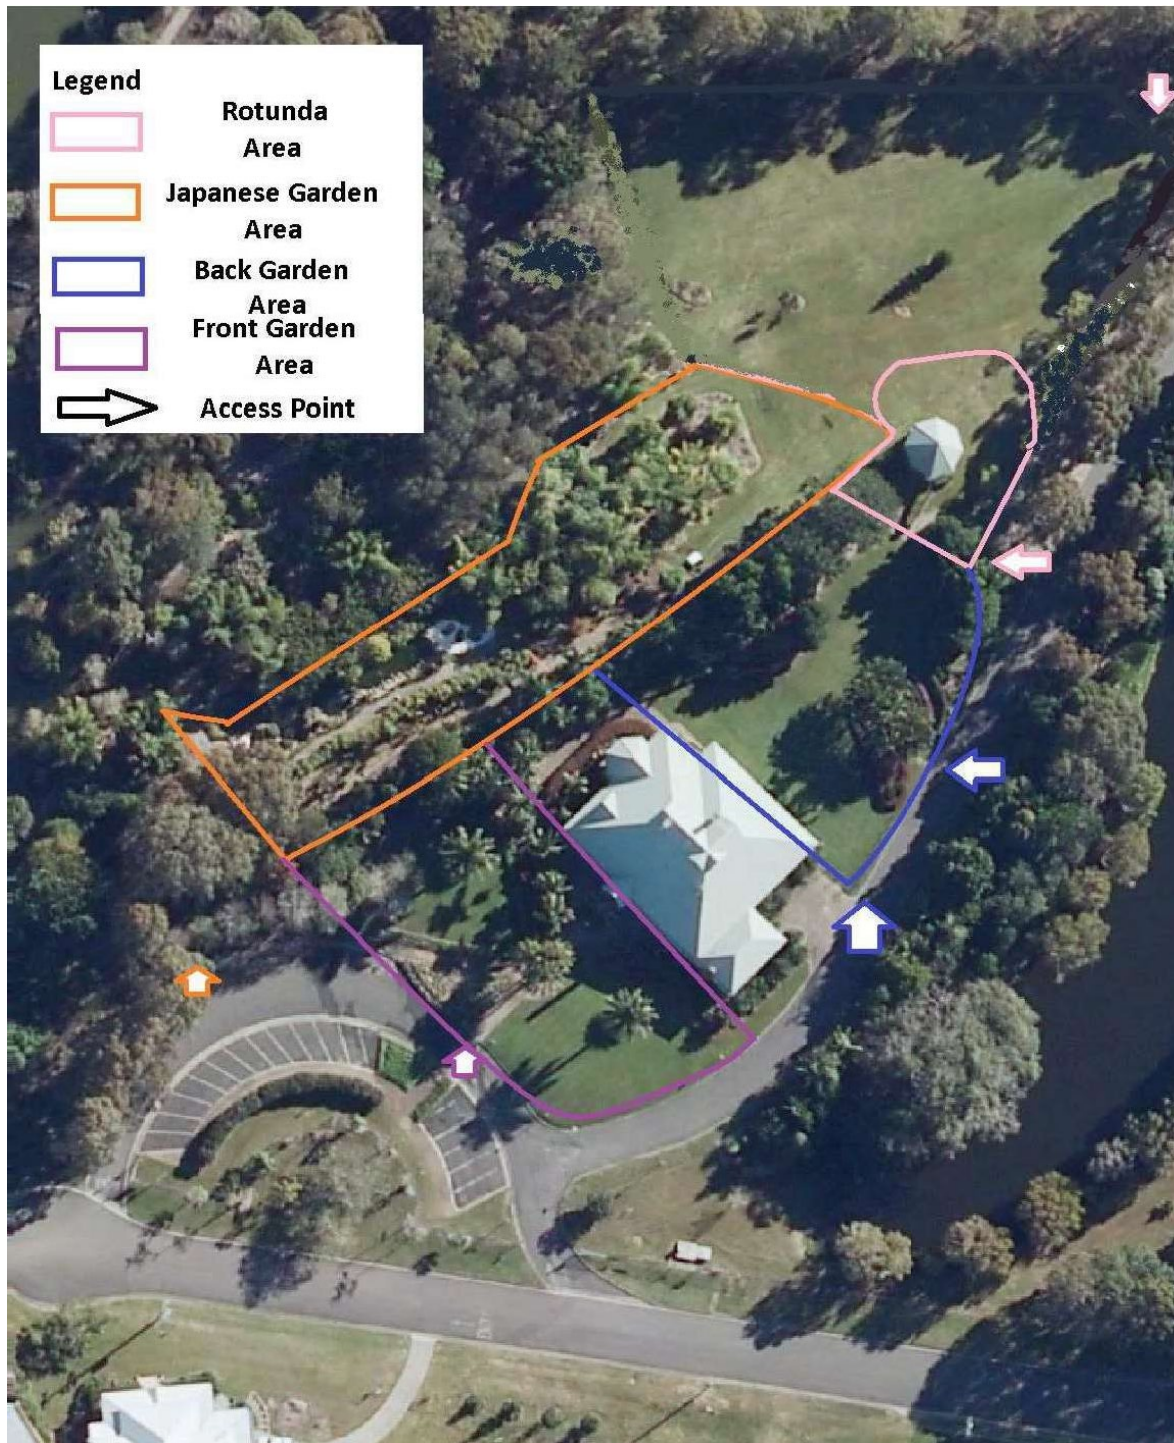 Legend
Rotunda
Area
Japanese Garden
Area
Back Garden
Area
Front Garden
Area
Access Point